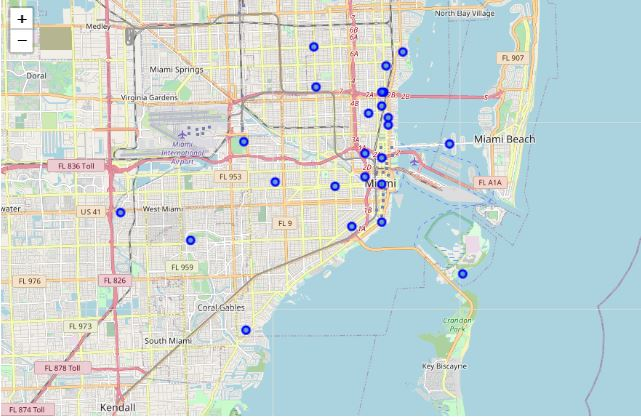 +
−
Medley
North Bay Village
FL 907
Doral
Miami Springs
Virginia Gardens
Miami
International
Airport
Miami Beach
FL 836 Toll
FL 953
FL A1A
Miami
water
US 41
West Miami
FL 9
FL 959
FL 976
FL 826
Coral Gables
FL 973
Crandon
Park
South Miami
Key Biscayne
FL 878 Toll
Kendall
FL 874 Toll